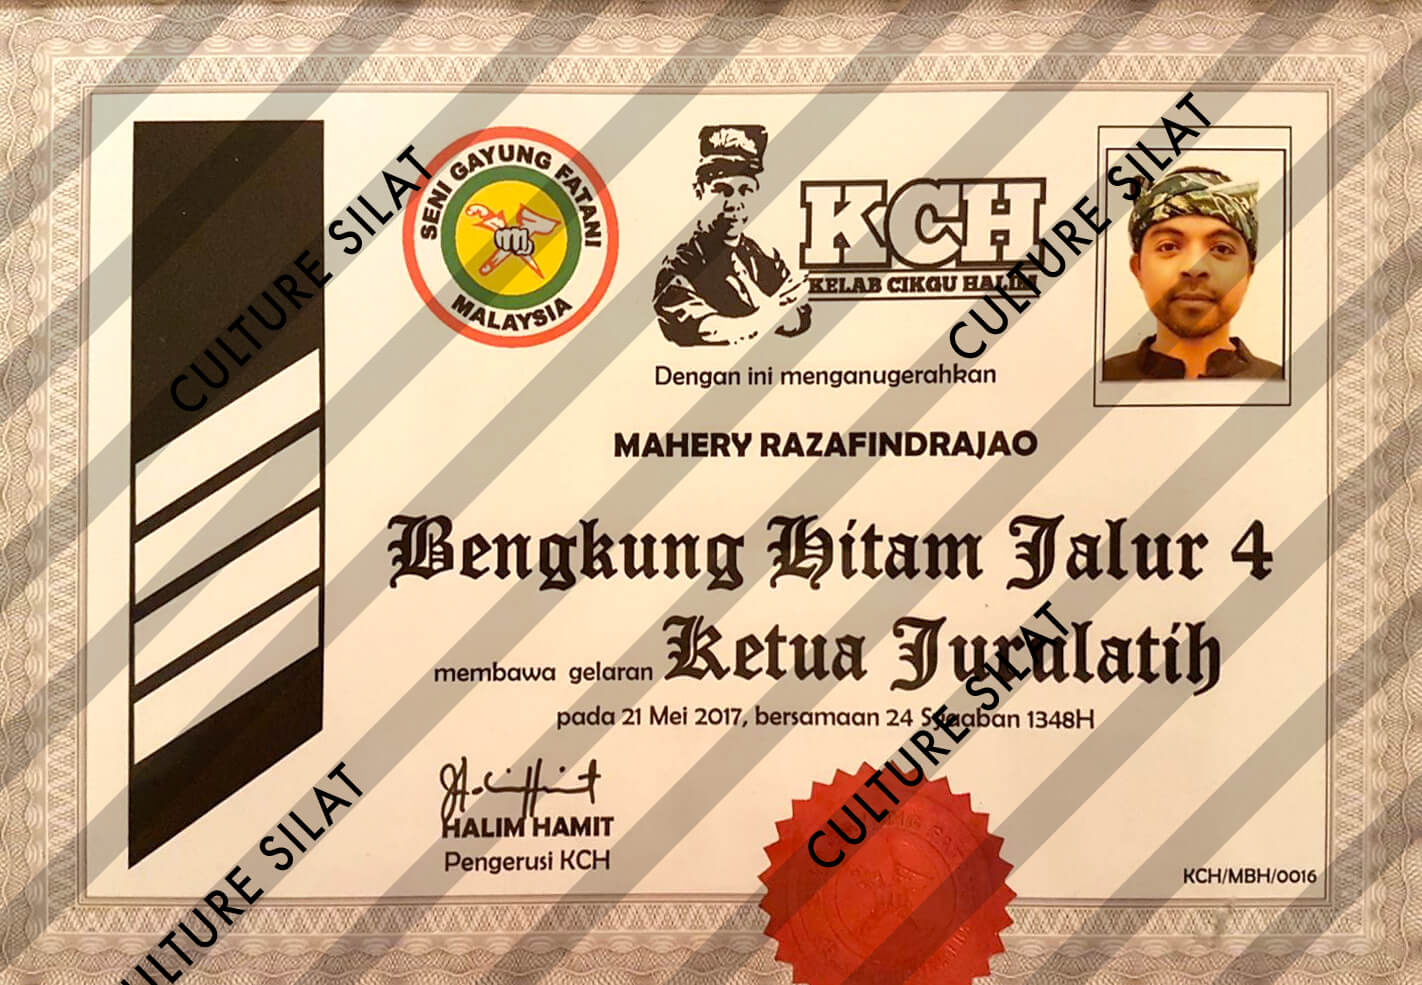 SENI GAYUNG FATANI
MALAYSIA
KCH
KELAB CIKGU HALIM
Dengan ini menganugerahkan
MAHERY RAZAFINDRAJAO
Bengkung Hitam Jalur 4
membawa gelaran Ketua Jurulatih
pada 21 Mei 2017, bersamaan 24 Syaaban 1348H
HALIM HAMIT
Pengerusi KCH
KCH/MBH/0016
CULTURE SILAT
CULTURE SILAT
CULTURE SILAT
CULTURE SILAT